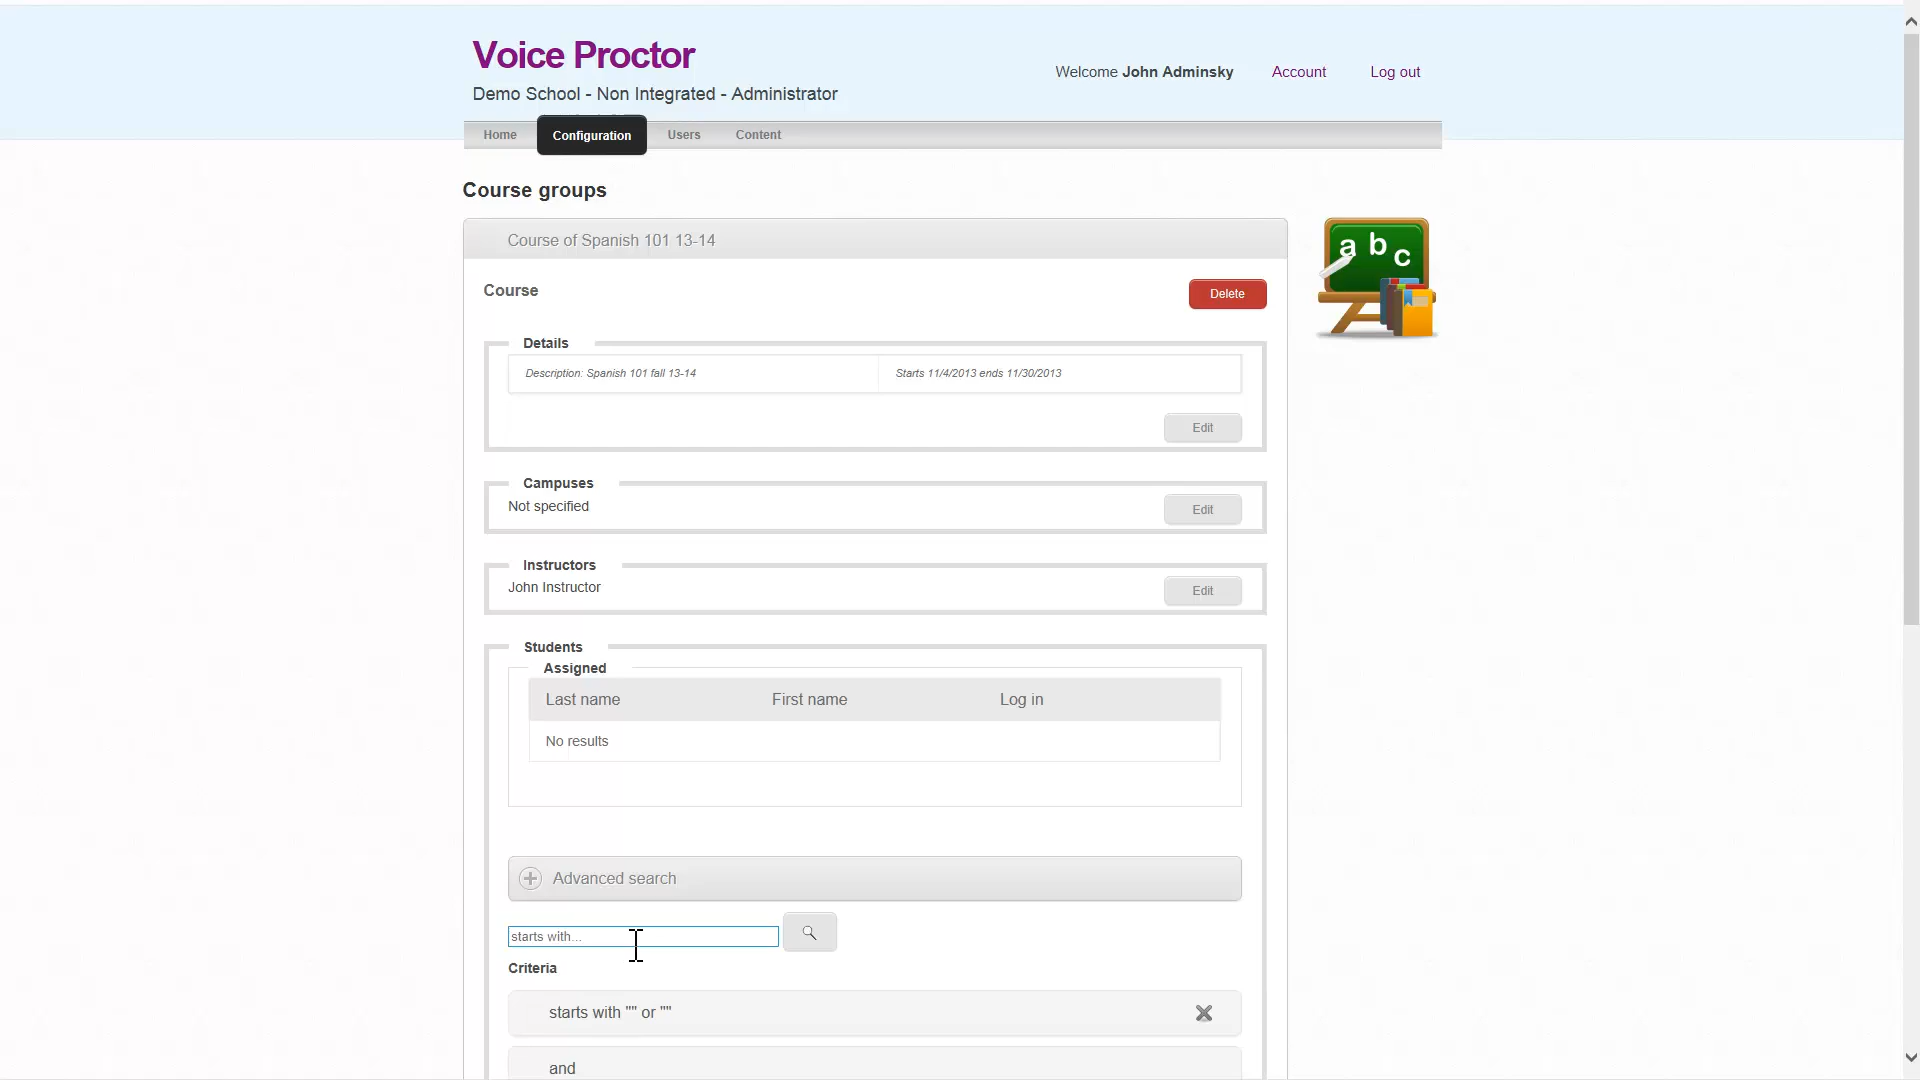 Voice Proctor
Demo School - Non Integrated - Administrator
Welcome John Adminsky Account Log out
Home Configuration Users Content
Course groups
a b c
Course of Spanish 101 13-14
Course
Delete
Details
Description: Spanish 101 fall 13-14 Starts 11/4/2013 ends 11/30/2013
Edit
Campuses
Not specified
Edit
Instructors
John Instructor
Edit
Students
Assigned
Last name First name Log in
No results
Advanced search
starts with...
Criteria
starts with "" or ""
and